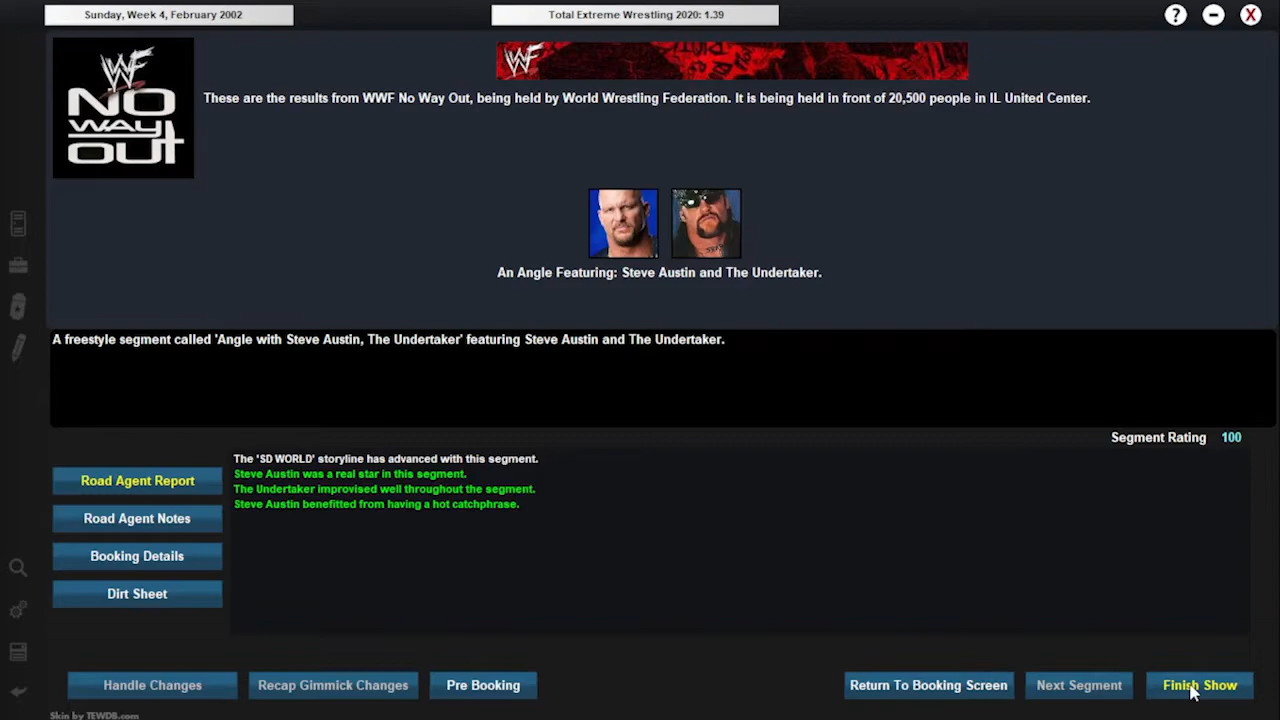 Sunday, Week 4, February 2002
Total Extreme Wrestling 2020: 1.39
?
X
WF
NO
WAY
OUT
WF
These are the results from WWF No Way Out, being held by World Wrestling Federation. It is being held in front of 20,500 people in IL United Center.
An Angle Featuring: Steve Austin and The Undertaker.
A freestyle segment called 'Angle with Steve Austin, The Undertaker' featuring Steve Austin and The Undertaker.
Segment Rating 100
Road Agent Report
Road Agent Notes
Booking Details
Dirt Sheet
The 'SD WORLD' storyline has advanced with this segment.
Steve Austin was a real star in this segment.
The Undertaker improvised well throughout the segment.
Steve Austin benefitted from having a hot catchphrase.
Handle Changes
Recap Gimmick Changes
Pre Booking
Return To Booking Screen
Next Segment
Finish Show
Skin by TEWDB.com